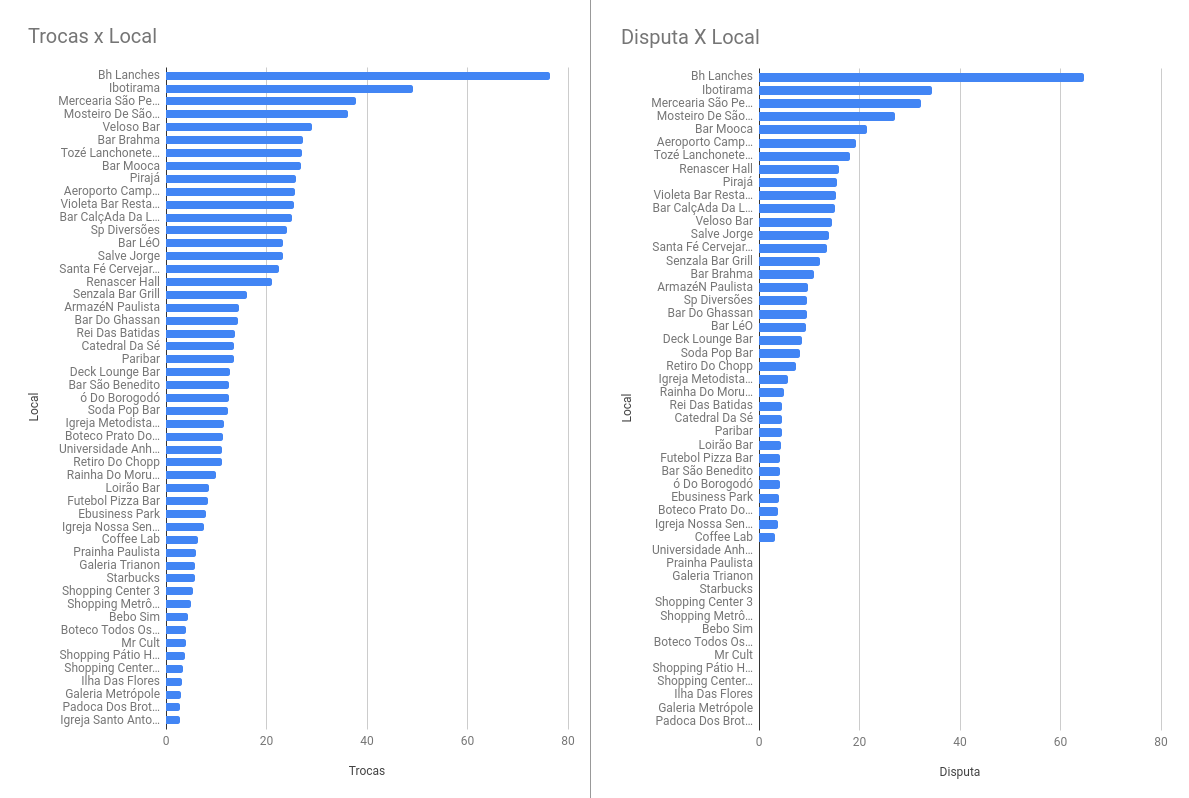 Trocas x Local
Bh Lanches
Ibotirama
Mercearia São Pe...
Mosteiro De São...
Veloso Bar
Bar Brahma
Tozé Lanchonete...
Bar Mooca
Pirajá
Aeroporto Camp...
Violeta Bar Resta...
Bar CalçAda Da L...
Sp Diversões
Bar LéO
Salve Jorge
Santa Fé Cervejar...
Renascer Hall
Senzala Bar Grill
ArmazéN Paulista
Bar Do Ghassan
Rei Das Batidas
Catedral Da Sé
Paribar
Deck Lounge Bar
Bar São Benedito
ó Do Borogodó
Soda Pop Bar
Igreja Metodista...
Boteco Prato Do...
Universidade Anh...
Retiro Do Chopp
Rainha Do Moru...
Loirão Bar
Futebol Pizza Bar
Ebusiness Park
Igreja Nossa Sen...
Coffee Lab
Prainha Paulista
Galeria Trianon
Starbucks
Shopping Center 3
Shopping Metrô...
Bebo Sim
Boteco Todos Os...
Mr Cult
Shopping Pátio H...
Shopping Center...
Ilha Das Flores
Galeria Metrópole
Padoca Dos Brot...
Igreja Santo Anto...
Local
0 20 40 60 80
Trocas
Disputa X Local
Bh Lanches
Ibotirama
Mercearia São Pe...
Mosteiro De São...
Bar Mooca
Aeroporto Camp...
Tozé Lanchonete...
Renascer Hall
Pirajá
Violeta Bar Resta...
Bar CalçAda Da L...
Veloso Bar
Salve Jorge
Santa Fé Cervejar...
Senzala Bar Grill
Bar Brahma
ArmazéN Paulista
Sp Diversões
Bar Do Ghassan
Bar LéO
Deck Lounge Bar
Soda Pop Bar
Retiro Do Chopp
Igreja Metodista...
Rainha Do Moru...
Rei Das Batidas
Catedral Da Sé
Paribar
Loirão Bar
Futebol Pizza Bar
Bar São Benedito
ó Do Borogodó
Ebusiness Park
Boteco Prato Do...
Igreja Nossa Sen...
Coffee Lab
Universidade Anh...
Prainha Paulista
Galeria Trianon
Starbucks
Shopping Center 3
Shopping Metrô...
Bebo Sim
Boteco Todos Os...
Mr Cult
Shopping Pátio H...
Shopping Center...
Ilha Das Flores
Galeria Metrópole
Padoca Dos Brot...
Local
0 20 40 60 80
Disputa